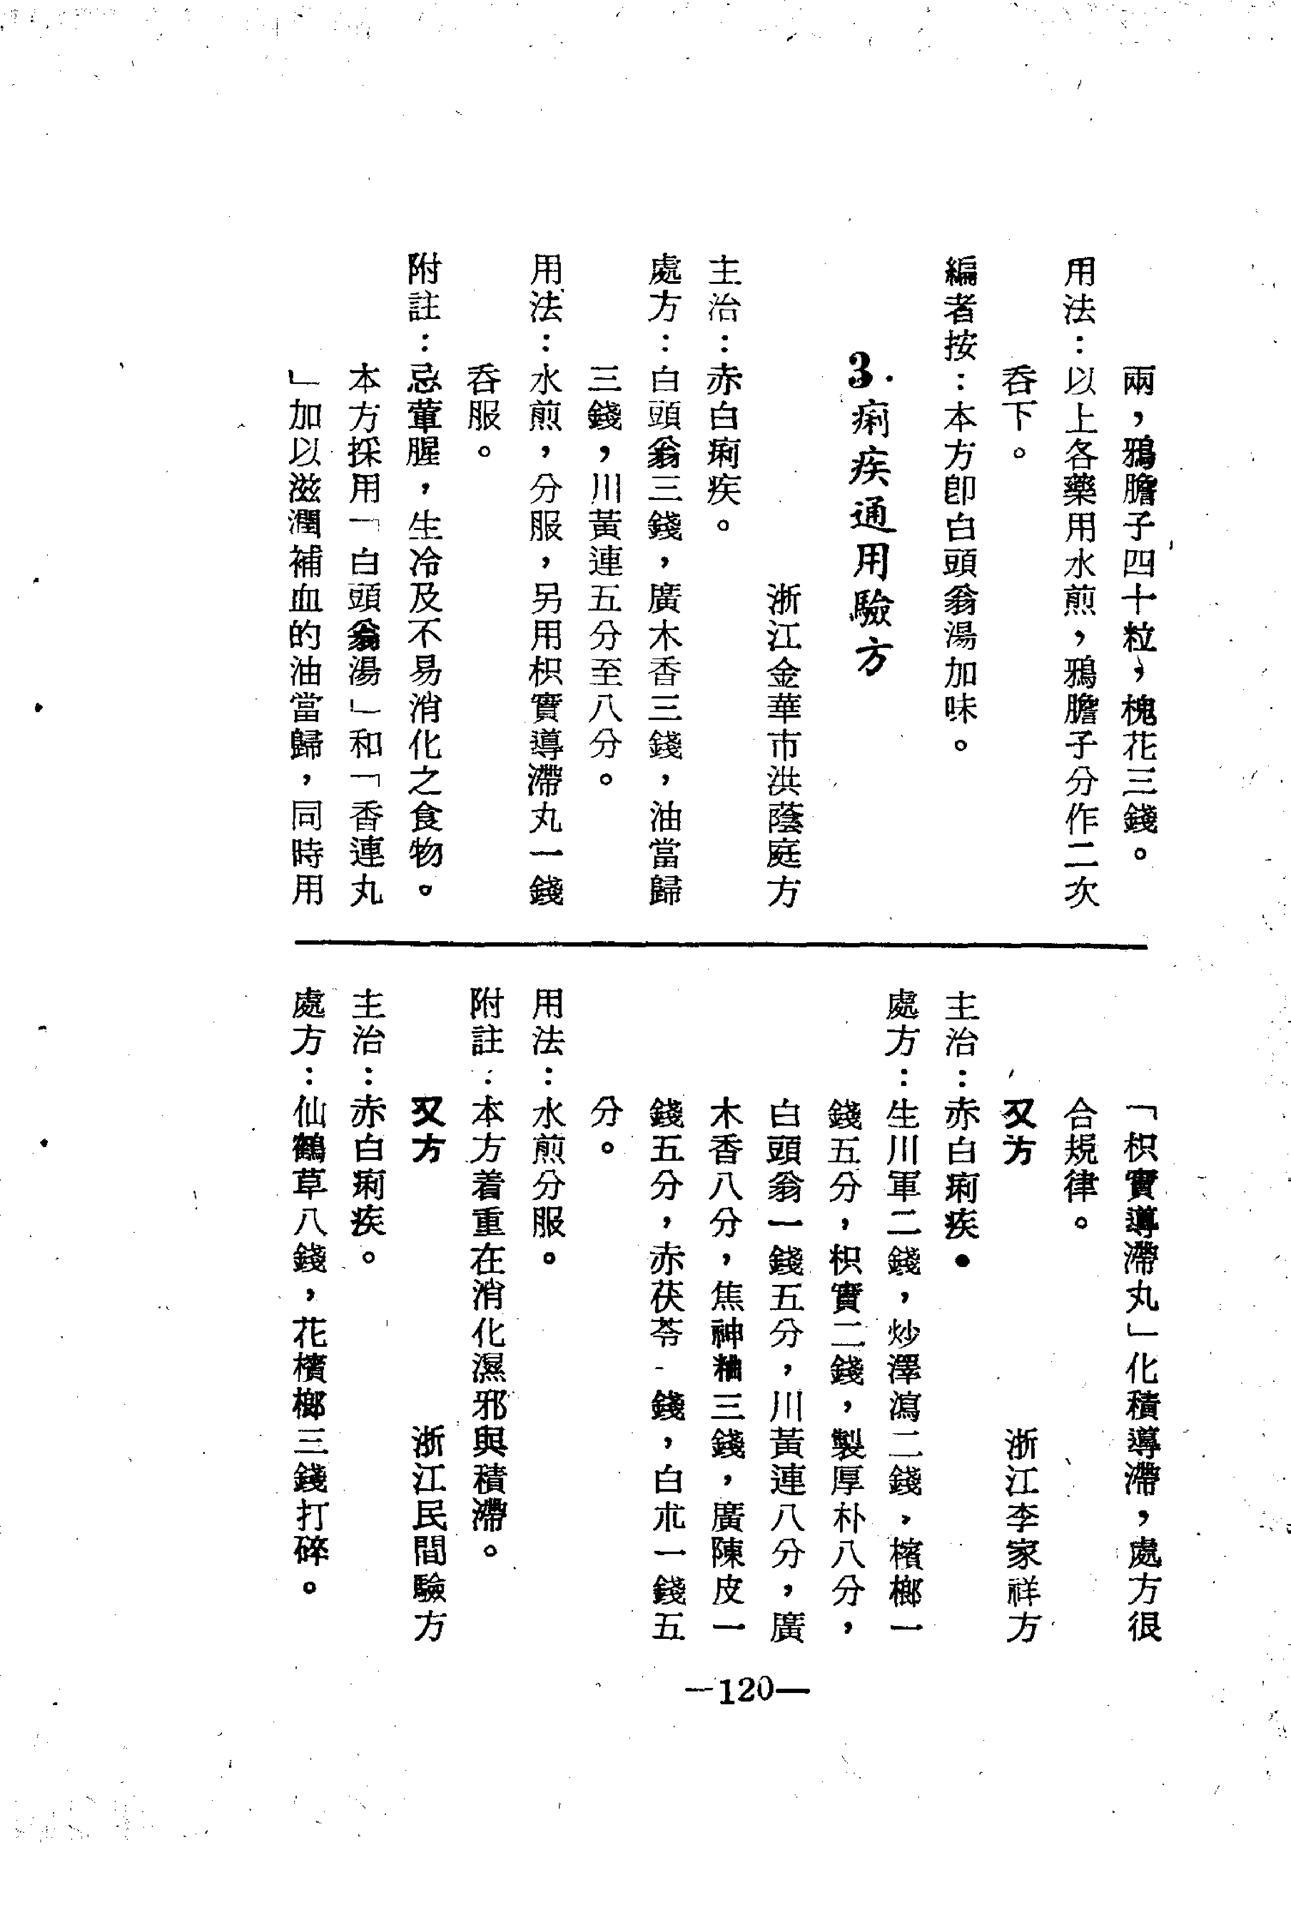 兩，鴉膽子四十粒，槐花三錢。
用法：以上各藥用水煎，鴉膽子分作二次
吞下。
編者按：本方卽白頭翁湯加味。
3.痢疾通用驗方
浙江金華市洪蔭庭方
主治：赤白痢疾。
處方：白頭翁三錢，廣木香三錢，油當歸
三錢，川黃連五分至八分。
用法：水煎，分服，另用枳實導滯丸一錢
吞服。
附註：忌葷腥，生冷及不易消化之食物。
本方採用「白頭翁湯」和「香連丸
」加以滋潤補血的油當歸，同時用
「枳實導滯丸」化積導滯，處方很
合規律。
又方
浙江李家祥方
主治：赤白痢疾。
處方：生川軍二錢，炒澤瀉二錢，檳榔一
錢五分，枳實二錢，製厚朴八分，
白頭翁一錢五分，川黃連八分，廣
木香八分，焦神粬三錢，廣陳皮一
錢五分，赤茯苓一錢，白朮一錢五
分。
用法：水煎分服。
附註：本方着重在消化濕邪與積滯。
又方
浙江民間驗方
主治：赤白痢疾。
處方：仙鶴草八錢，花檳榔三錢打碎。
—120—